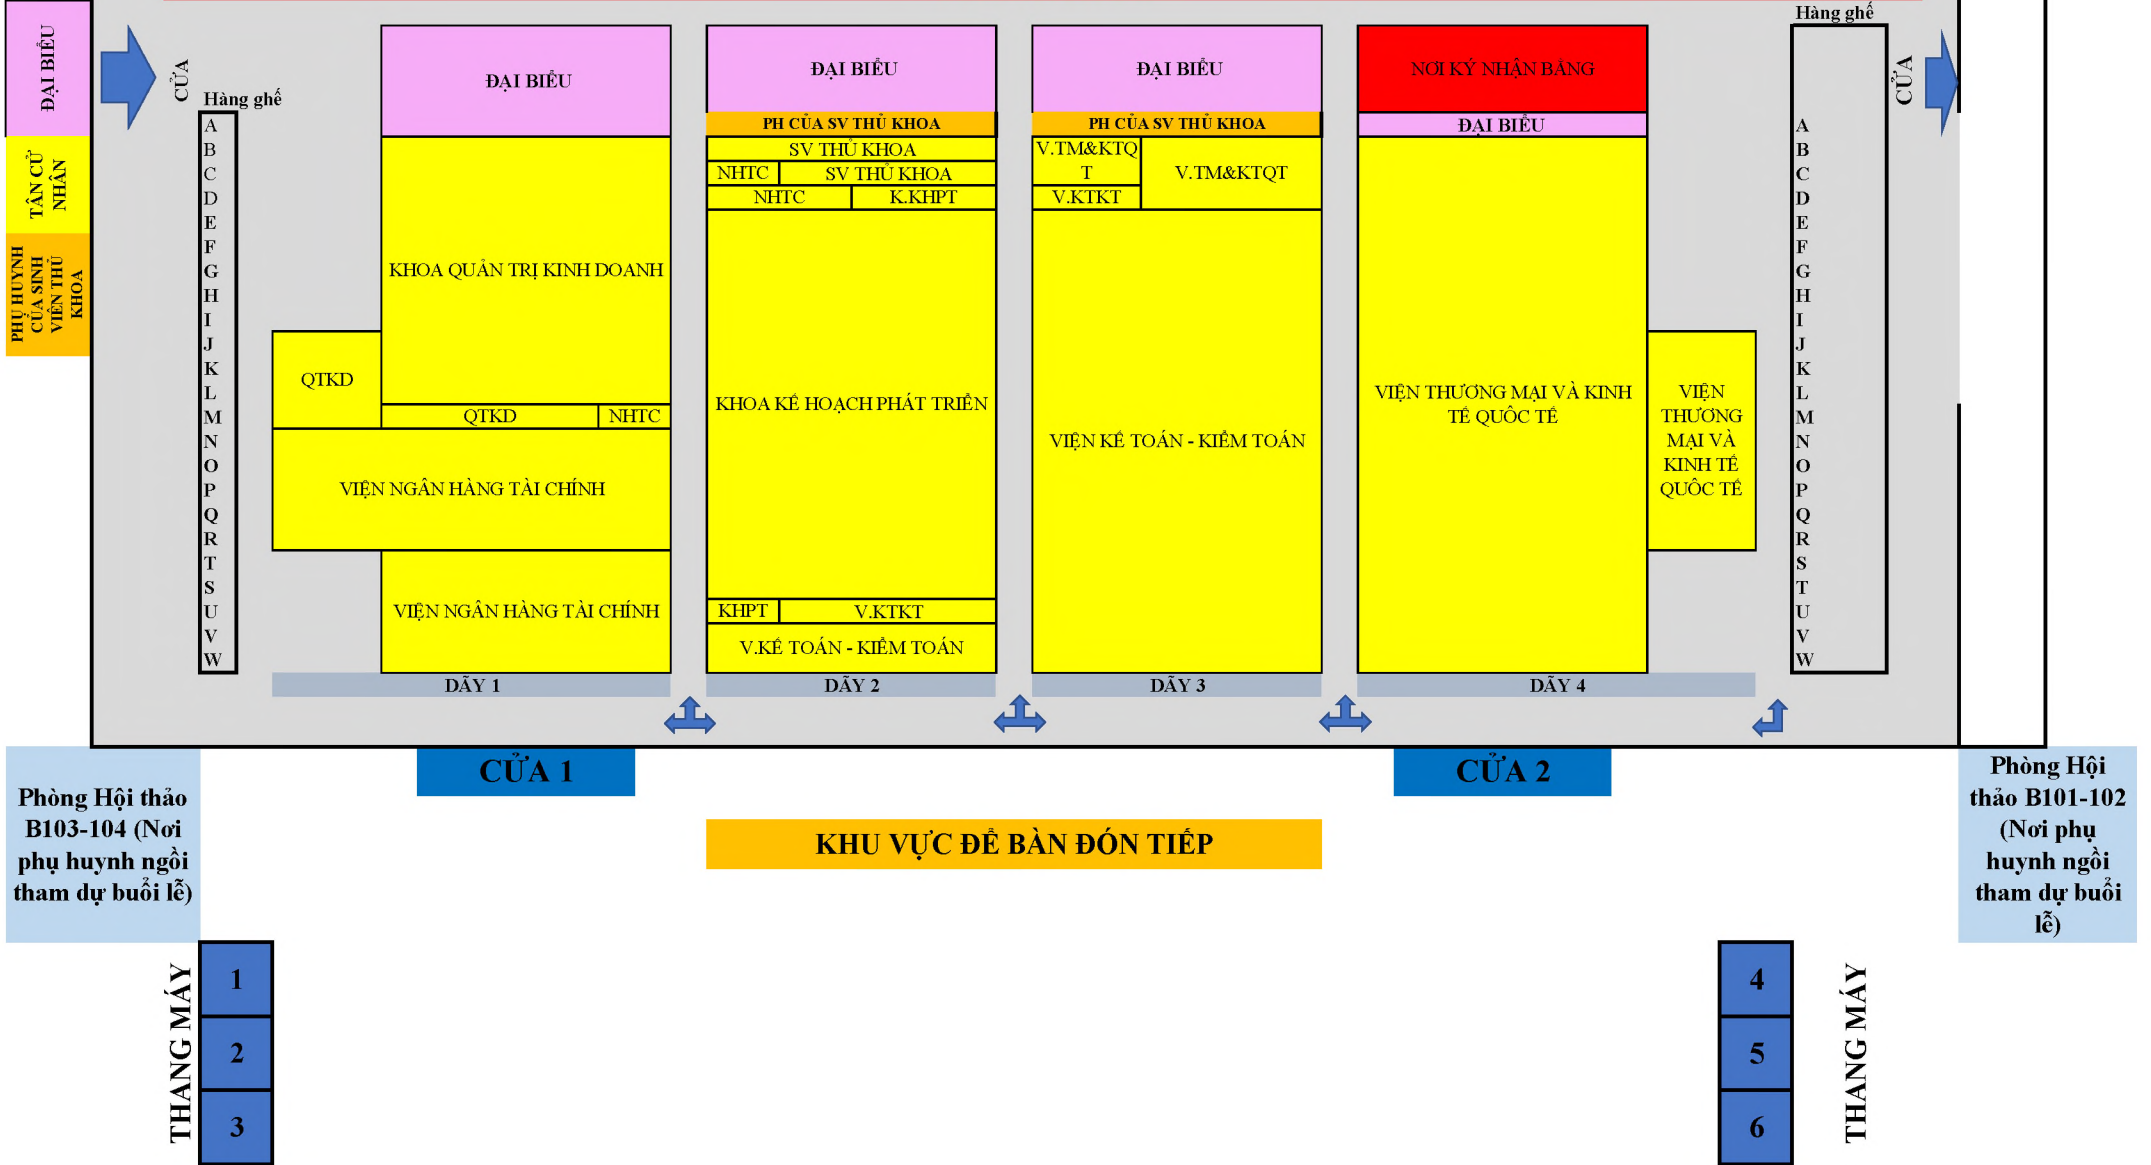 ĐẠI BIỂU
TÂN CỬ
NHÂN
PHỤ HUYNH
CỦA SINH
VIÊN THỦ
KHOA
CỬA
Hàng ghế
A
B
C
D
E
F
G
H
I
J
K
L
M
N
O
P
Q
R
T
S
U
V
W
ĐẠI BIỂU
KHOA QUẢN TRỊ KINH DOANH
QTKD
QTKD
NHTC
VIỆN NGÂN HÀNG TÀI CHÍNH
VIỆN NGÂN HÀNG TÀI CHÍNH
DÃY 1
ĐẠI BIỂU
PH CỦA SV THỦ KHOA
SV THỦ KHOA
NHTC
SV THỦ KHOA
NHTC
K.KHPT
KHOA KẾ HOẠCH PHÁT TRIỂN
KHPT
V.KTKT
V.KẾ TOÁN - KIỂM TOÁN
DÃY 2
ĐẠI BIỂU
PH CỦA SV THỦ KHOA
V.TM&KTQ
T
V.TM&KTQT
V.KTKT
VIỆN KẾ TOÁN - KIỂM TOÁN
DÃY 3
NƠI KÝ NHẬN BẰNG
ĐẠI BIỂU
VIỆN THƯƠNG MẠI VÀ KINH
TẾ QUỐC TẾ
VIỆN
THƯƠNG
MẠI VÀ
KINH TẾ
QUỐC TẾ
DÃY 4
Hàng ghế
A
B
C
D
E
F
G
H
I
J
K
L
M
N
O
P
Q
R
S
T
U
V
W
CỬA
CỬA 1
CỬA 2
Phòng Hội thảo
B103-104 (Nơi
phụ huynh ngồi
tham dự buổi lễ)
KHU VỰC ĐỂ BÀN ĐÓN TIẾP
Phòng Hội
thảo B101-102
(Nơi phụ
huynh ngồi
tham dự buổi
lễ)
THANG MÁY
1
2
3
4
5
6
THANG MÁY